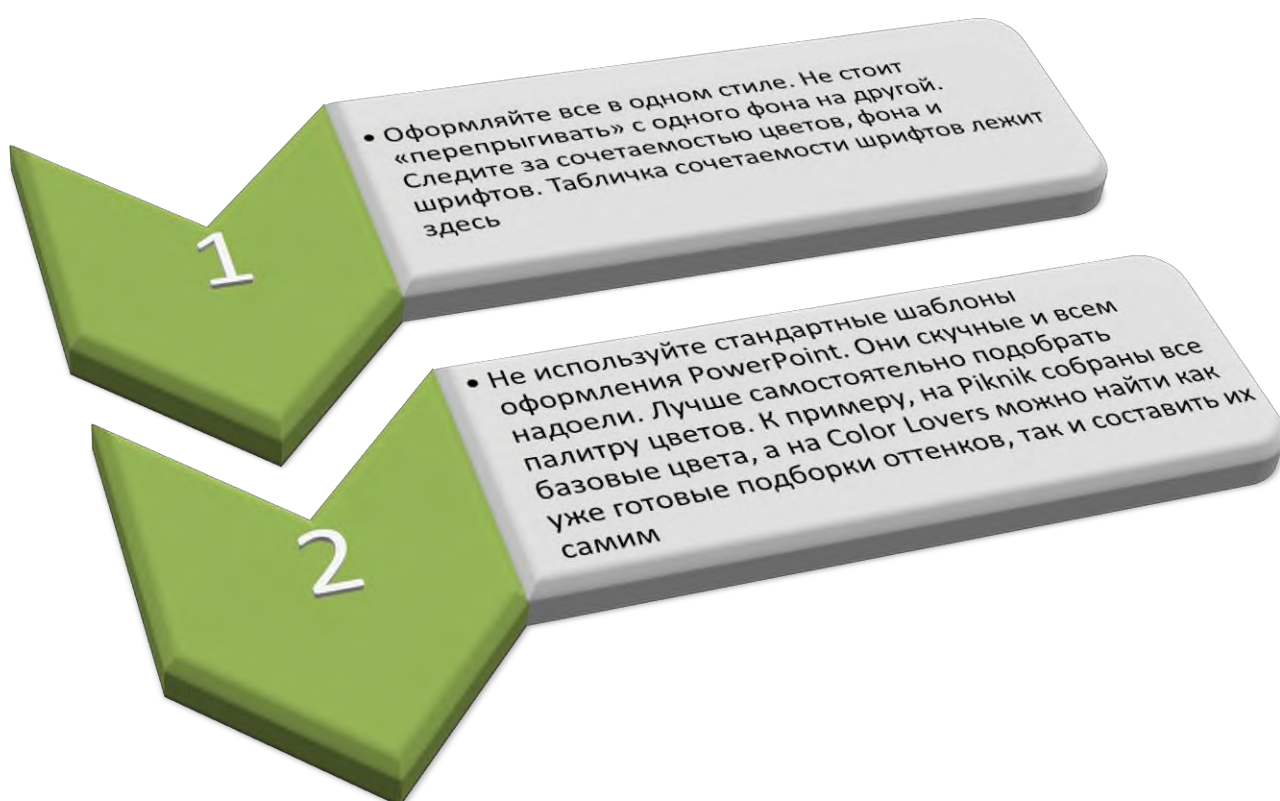 1
• Оформляйте все в одном стиле. Не стоит
«перепрыгивать» с одного фона на другой.
Следите за сочетаемостью цветов, фона и
шрифтов. Табличка сочетаемости шрифтов лежит
здесь
2
• Не используйте стандартные шаблоны
оформления PowerPoint. Они скучные и всем
надоели. Лучше самостоятельно подобрать
палитру цветов. К примеру, на Piknik собраны все
базовые цвета, а на Color Lovers можно найти как
уже готовые подборки оттенков, так и составить их
самим